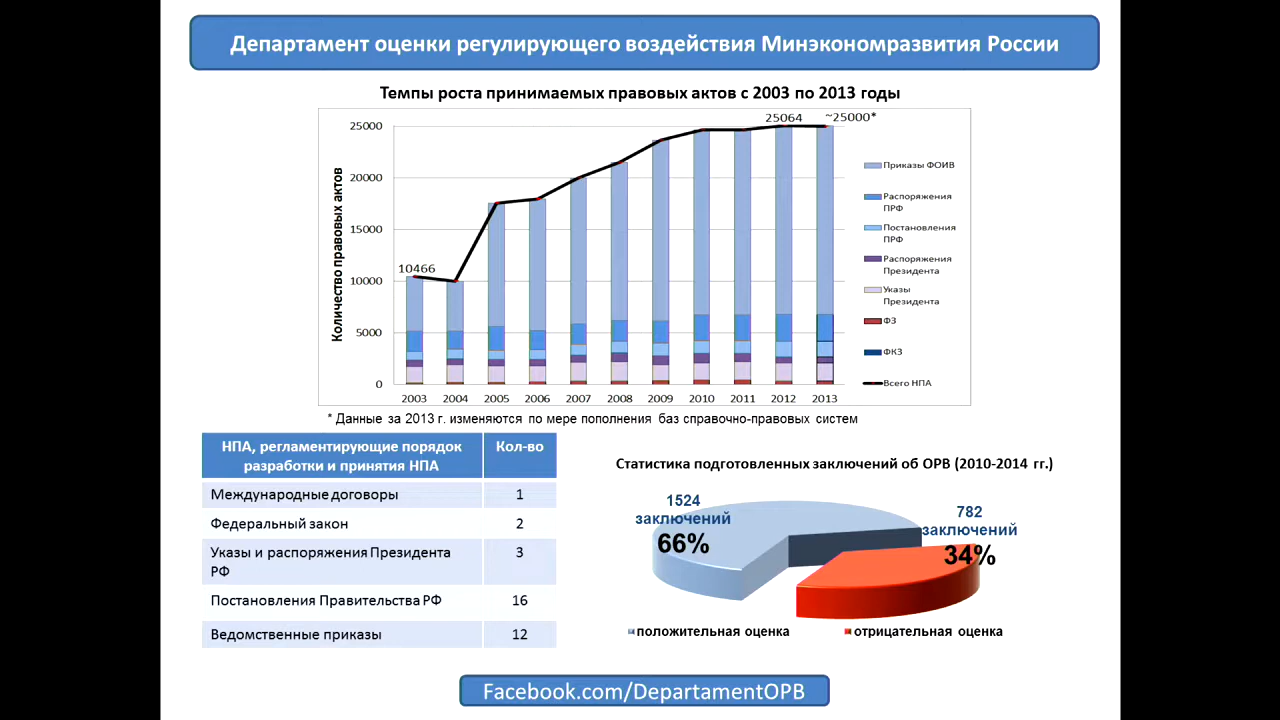 Департамент оценки регулирующего воздействия Минэкономразвития России
Темпы роста принимаемых правовых актов с 2003 по 2013 годы
Количество правовых актов
25000
20000
15000
10000
5000
0
10466
25064
~25000*
2003 2004 2005 2006 2007 2008 2009 2010 2011 2012 2013
Приказы ФОИВ
Распоряжения
ПРФ
Постановления
ПРФ
Распоряжения
Президента
Указы
Президента
ФЗ
ФКЗ
Всего НПА
* Данные за 2013 г. изменяются по мере пополнения баз справочно-правовых систем
НПА, регламентирующие порядок
разработки и принятия НПА
Кол-во
Международные договоры 1
Федеральный закон 2
Указы и распоряжения Президента
РФ
3
Постановления Правительства РФ 16
Ведомственные приказы 12
Статистика подготовленных заключений об ОРВ (2010-2014 гг.)
1524
заключений
66%
782
заключений
34%
положительная оценка
отрицательная оценка
Facebook.com/DepartamentОРВ